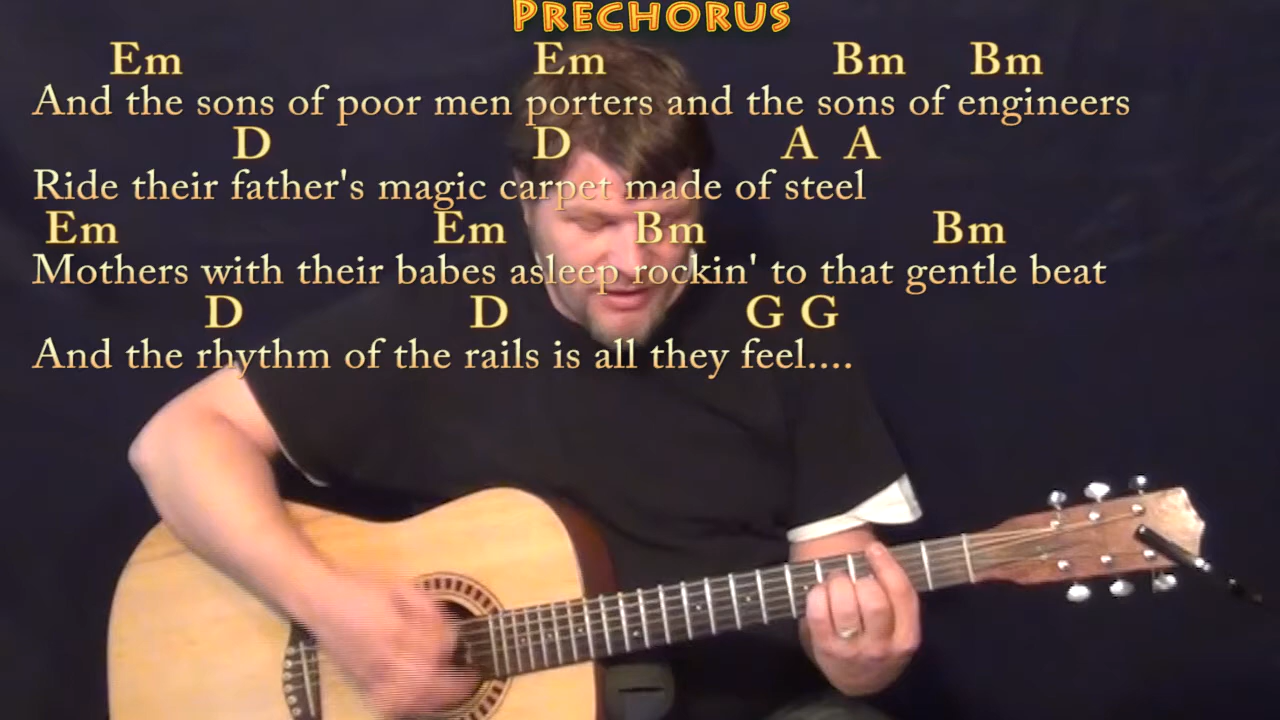 PRECHORUS
Em Em Bm Bm
And the sons of poor men porters and the sons of engineers
D D A A
Ride their father's magic carpet made of steel
Em Em Bm Bm
Mothers with their babes asleep rockin' to that gentle beat
D D G G
And the rhythm of the rails is all they feel....